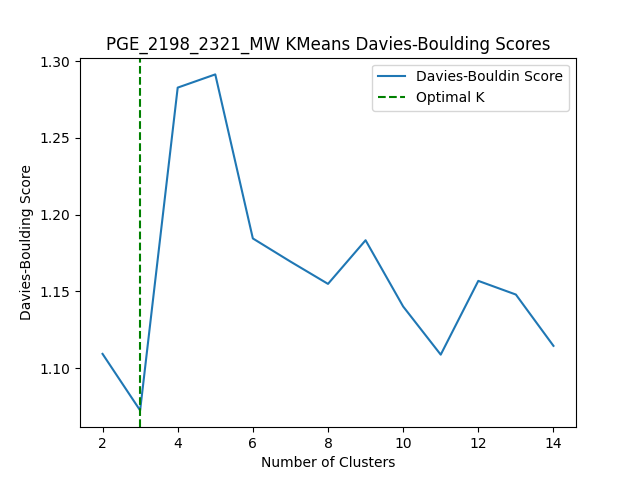 PGE_2198_2321_MW KMeans Davies-Boulding Scores
Davies-Bouldin Score
Optimal K
1.30
1.25
1.20
1.15
1.10
Davies-Boulding Score
2 4 6 8 10 12 14
Number of Clusters